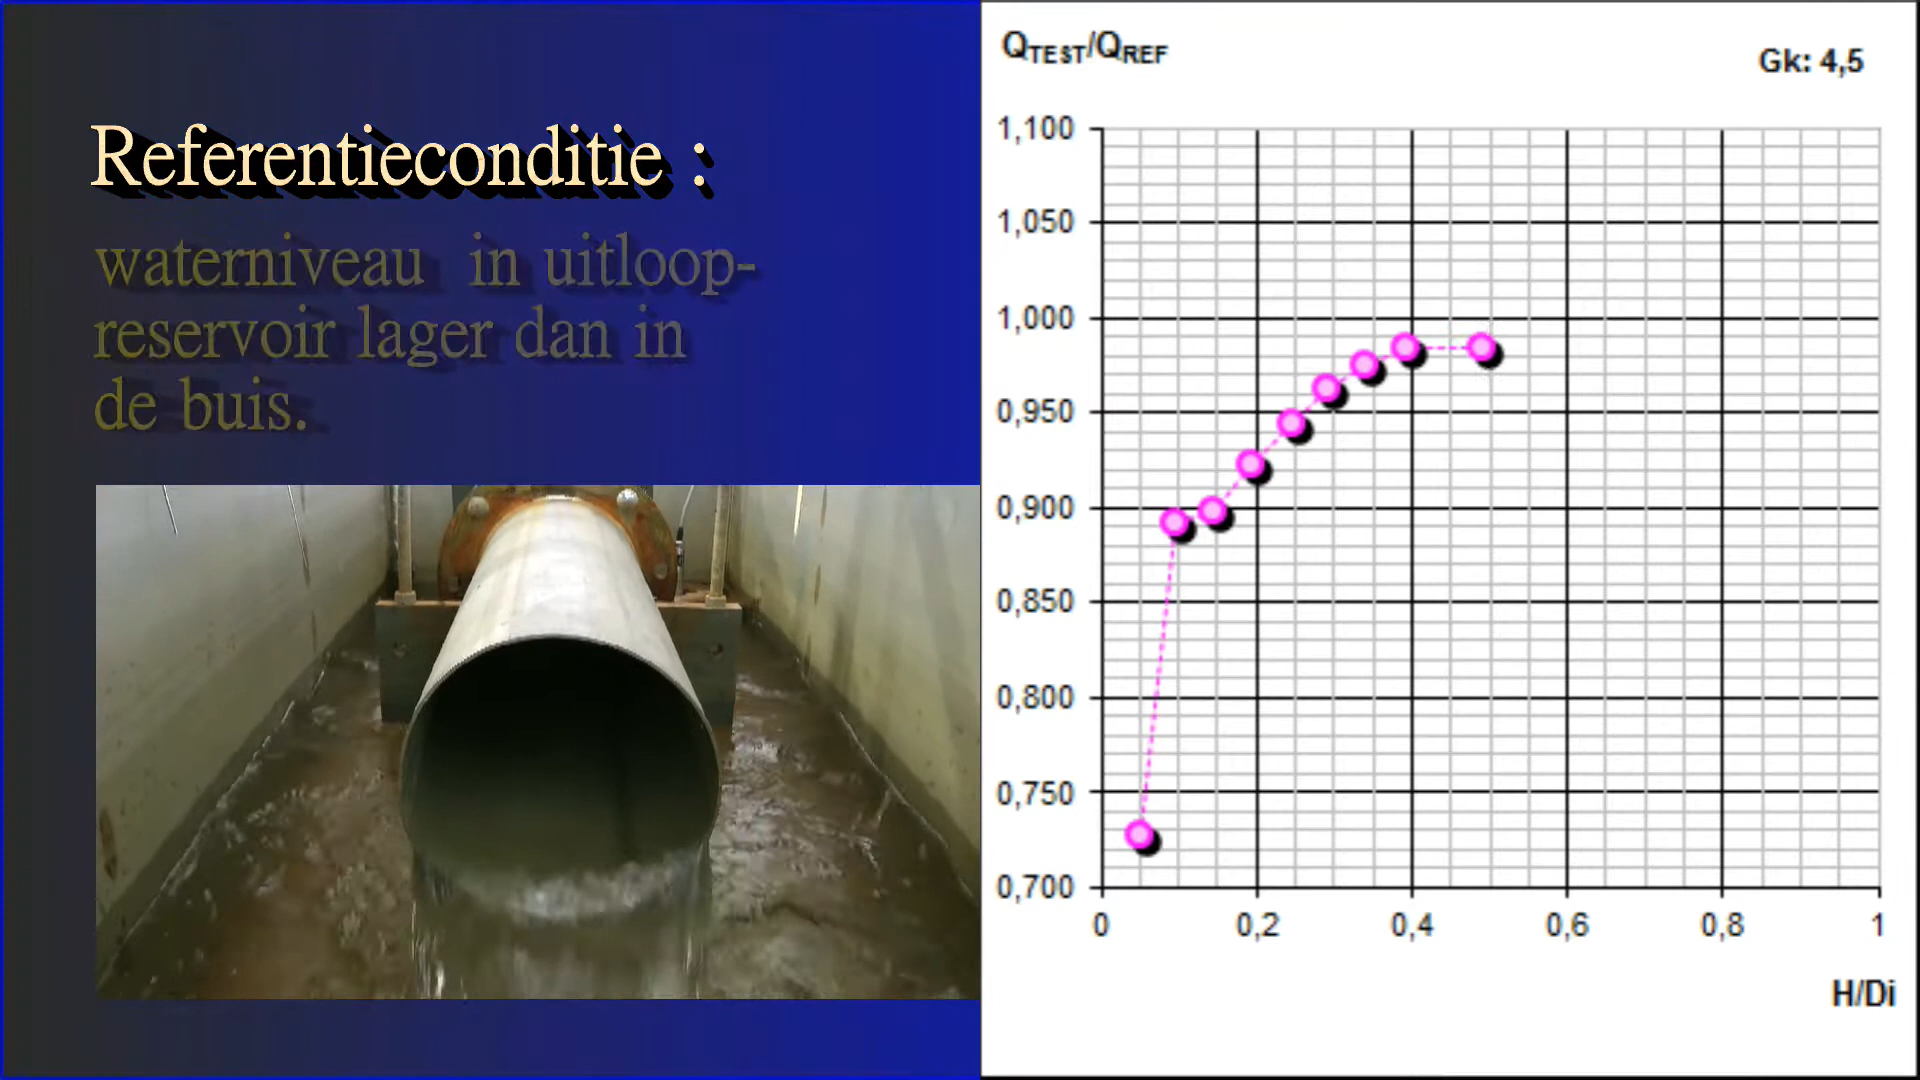 Referentieconditie :
waterniveau in uitloop-
reservoir lager dan in
de buis.
QTEST/QREF
Gk: 4,5
1,100
1,050
1,000
0,950
0,900
0,850
0,800
0,750
0,700
0 0,2 0,4 0,6 0,8 1
H/Di